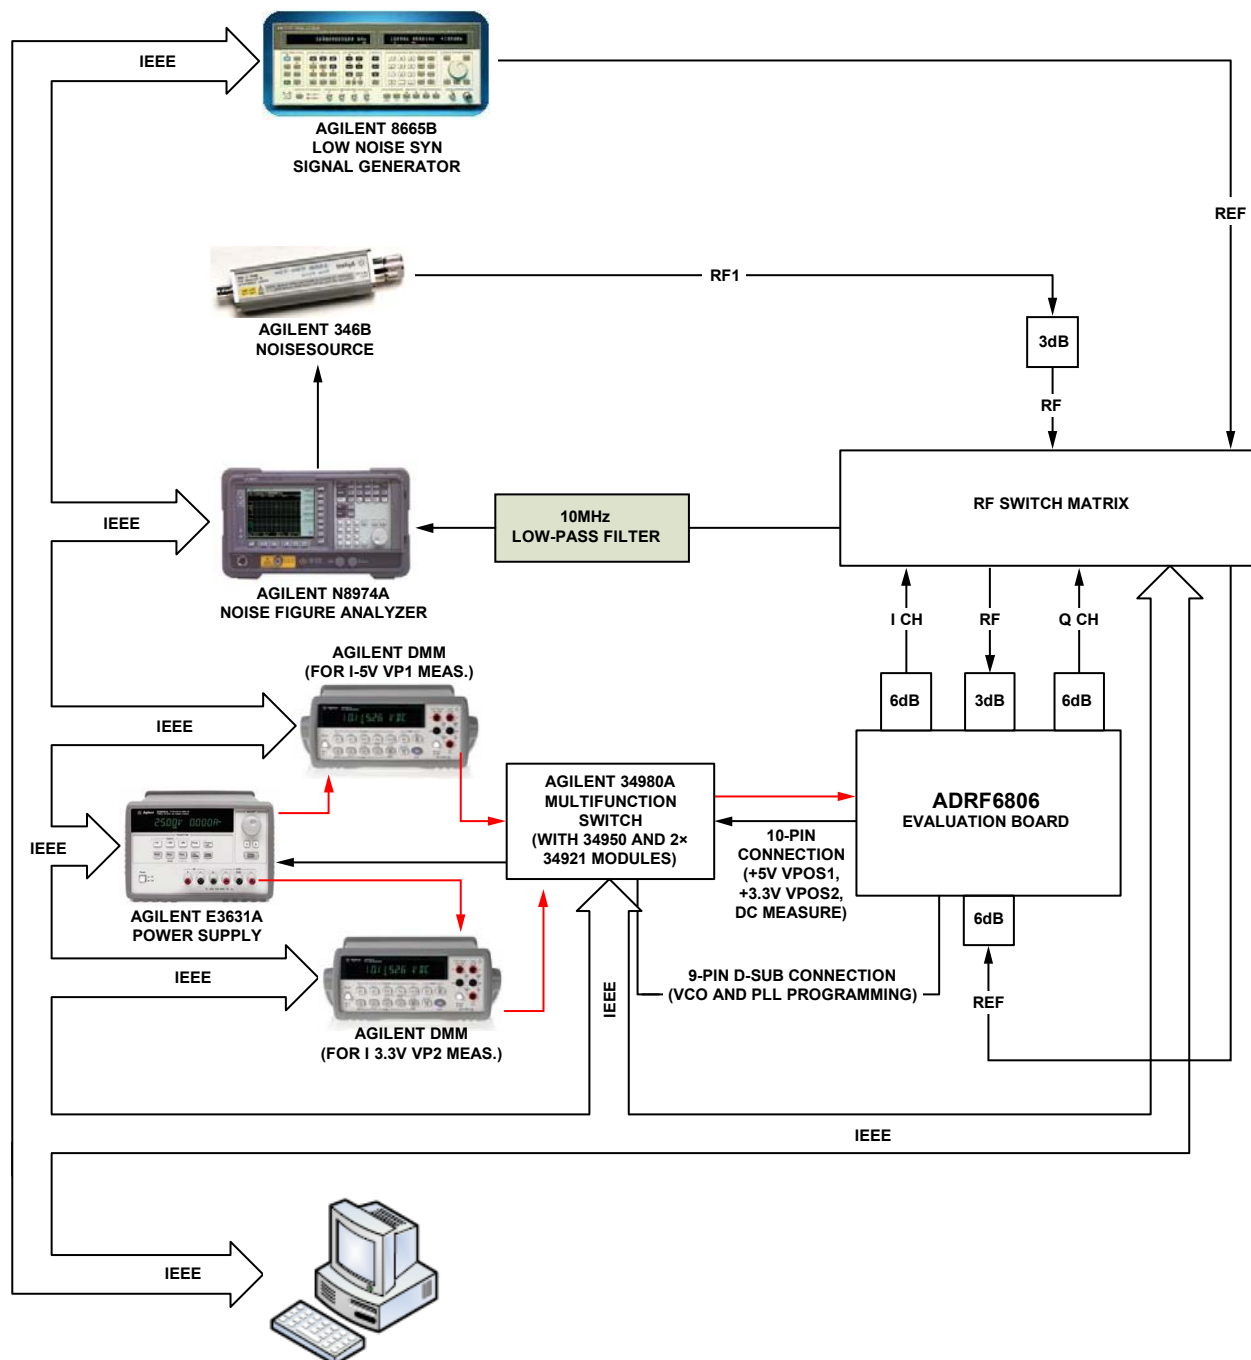 IEEE
AGILENT 8665B
LOW NOISE SYN
SIGNAL GENERATOR
REF
RF1
AGILENT 346B
NOISESOURCE
3dB
RF
IEEE
AGILENT N8974A
NOISE FIGURE ANALYZER
10MHz
LOW-PASS FILTER
RF SWITCH MATRIX
I CH
RF
Q CH
6dB
3dB
6dB
AGILENT DMM
(FOR I-5V VP1 MEAS.)
IEEE
AGILENT 34980A
MULTIFUNCTION
SWITCH
(WITH 34950 AND 2×
34921 MODULES)
ADRF6806
EVALUATION BOARD
10-PIN
CONNECTION
(+5V VPOS1,
+3.3V VPOS2,
DC MEASURE)
IEEE
AGILENT E3631A
POWER SUPPLY
6dB
IEEE
AGILENT DMM
(FOR I 3.3V VP2 MEAS.)
9-PIN D-SUB CONNECTION
(VCO AND PLL PROGRAMMING)
IEEE
REF
IEEE
IEEE